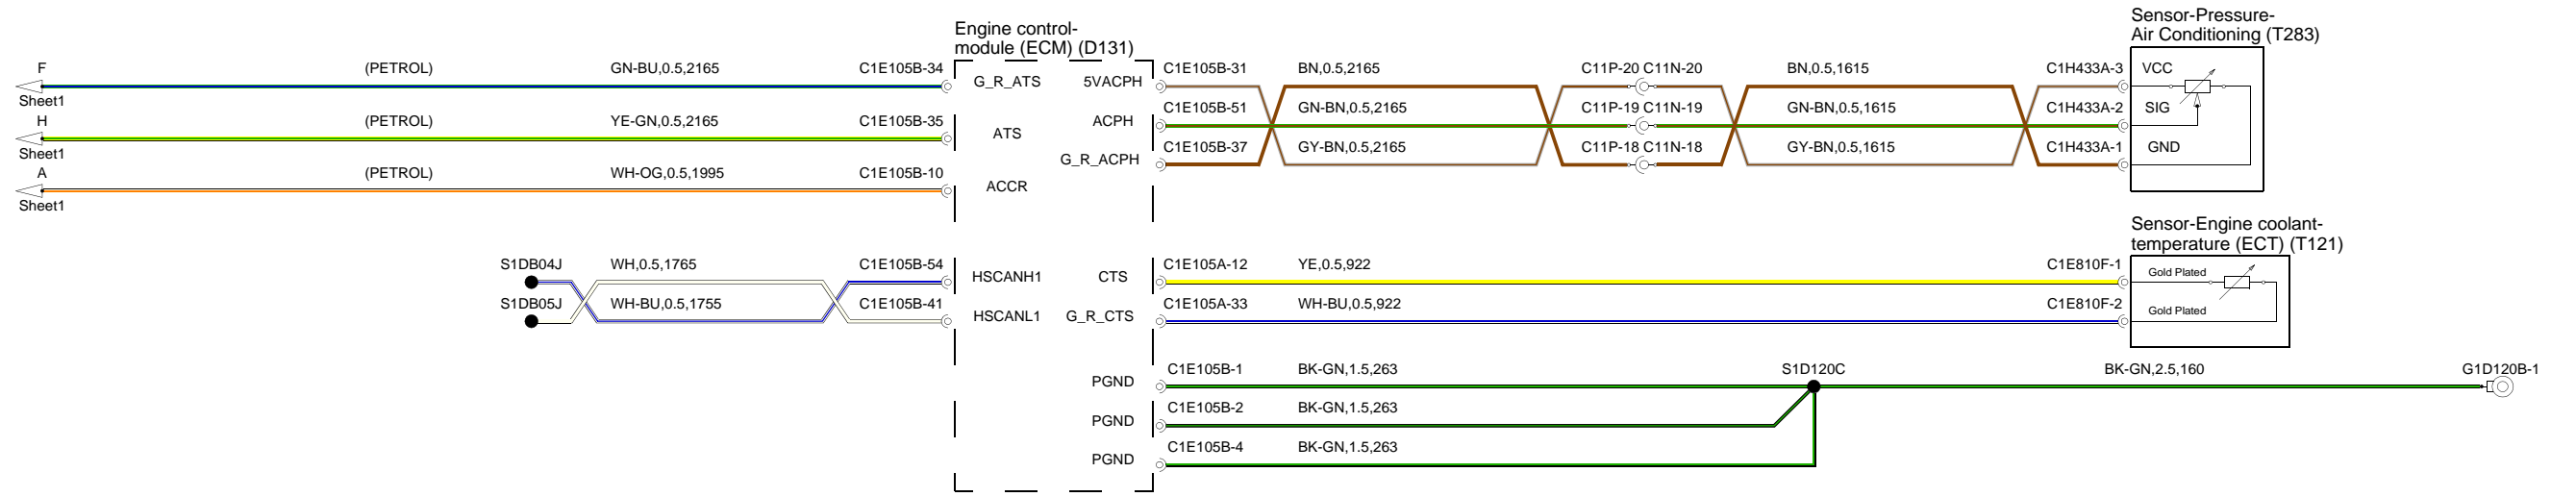 Engine control-
module (ECM) (D131)
Sensor-Pressure-
Air Conditioning (T283)
F (PETROL) GN-BU,0.5,2165 C1E105B-34 G_R_ATS
Sheet1
H (PETROL) YE-GN,0.5,2165 C1E105B-35 ATS
Sheet1
A (PETROL) WH-OG,0.5,1995 C1E105B-10 ACCR
Sheet1
5VACPH C1E105B-31 BN,0.5,2165 C11P-20 C11N-20 BN,0.5,1615 C1H433A-3 VCC
ACPH C1E105B-51 GN-BN,0.5,2165 C11P-19 C11N-19 GN-BN,0.5,1615 C1H433A-2 SIG
G_R_ACPH C1E105B-37 GY-BN,0.5,2165 C11P-18 C11N-18 GY-BN,0.5,1615 C1H433A-1 GND
Sensor-Engine coolant-
temperature (ECT) (T121)
S1DB04J WH,0.5,1765 C1E105B-54 HSCANH1
S1DB05J WH-BU,0.5,1755 C1E105B-41 HSCANL1
CTS C1E105A-12 YE,0.5,922 C1E810F-1 Gold Plated
G_R_CTS C1E105A-33 WH-BU,0.5,922 C1E810F-2 Gold Plated
PGND C1E105B-1 BK-GN,1.5,263 S1D120C BK-GN,2.5,160 G1D120B-1
PGND C1E105B-2 BK-GN,1.5,263
PGND C1E105B-4 BK-GN,1.5,263